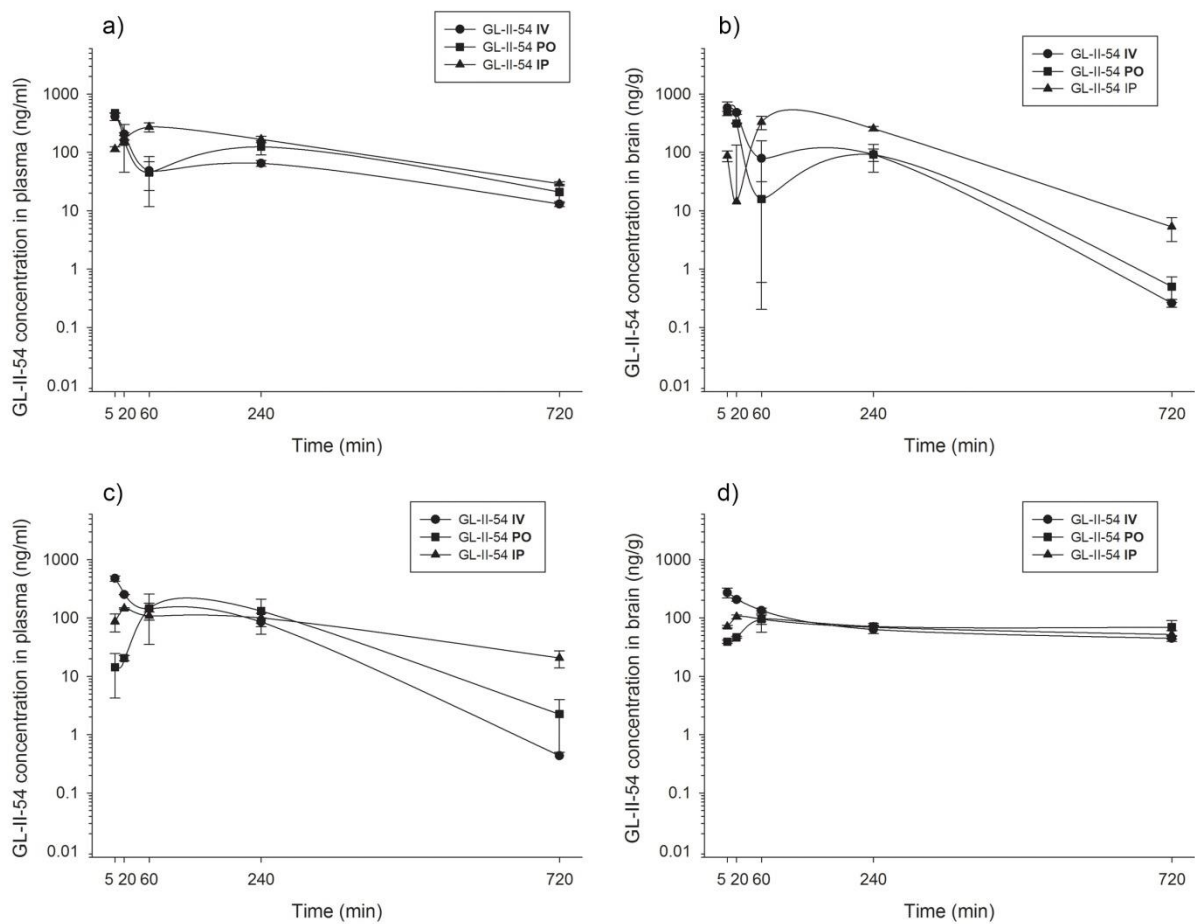 a)
GL-II-54 IV
GL-II-54 PO
GL-II-54 IP
GL-II-54 concentration in plasma (ng/ml)
1000
100
10
1
0.1
0.01
5 20 60 240 720
Time (min)
b)
GL-II-54 IV
GL-II-54 PO
GL-II-54 IP
GL-II-54 concentration in brain (ng/g)
1000
100
10
1
0.1
0.01
5 20 60 240 720
Time (min)
c)
GL-II-54 IV
GL-II-54 PO
GL-II-54 IP
GL-II-54 concentration in plasma (ng/ml)
1000
100
10
1
0.1
0.01
5 20 60 240 720
Time (min)
d)
GL-II-54 IV
GL-II-54 PO
GL-II-54 IP
GL-II-54 concentration in brain (ng/g)
1000
100
10
1
0.1
0.01
5 20 60 240 720
Time (min)